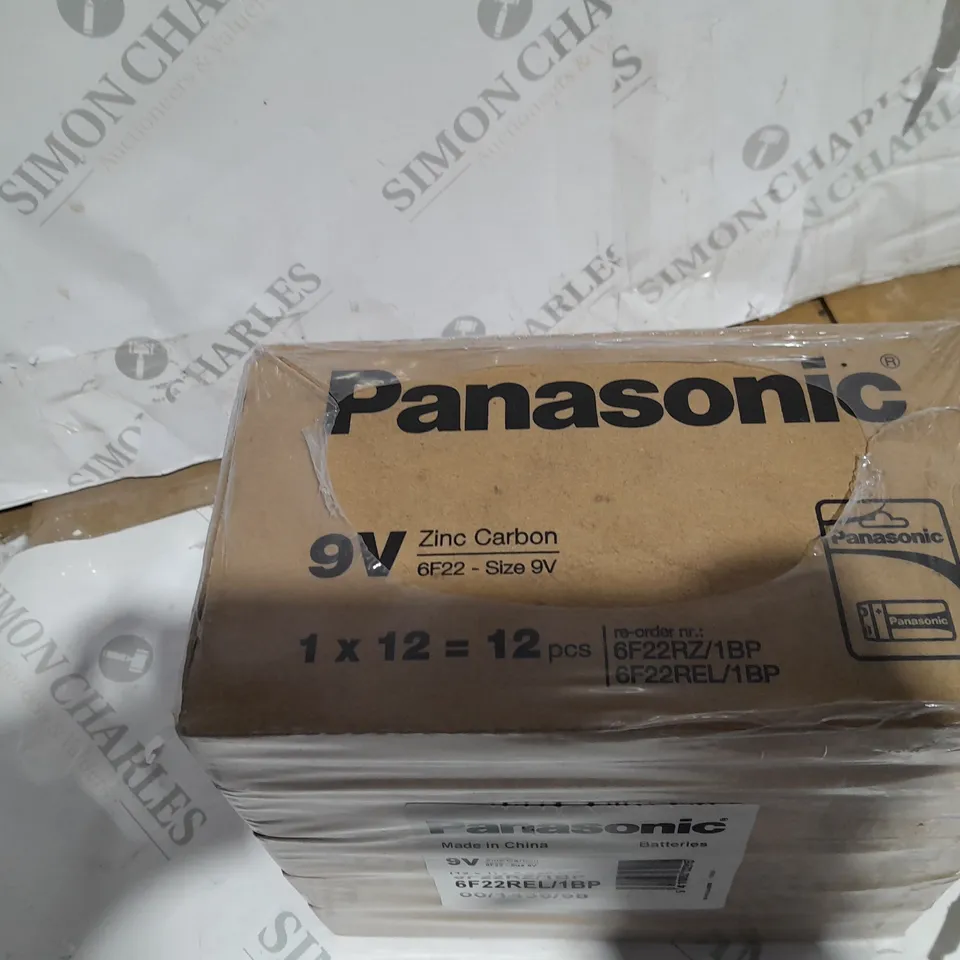 SIMON CHARLES
Auctioneers & Valuers
SIMON CHARLES
SIMON CHARLES
SIMON CHARLES
Panasonic®
9V Zinc Carbon
6F22 - Size 9V
Panasonic
Panasonic
1 x 12 = 12 pcs
re-order nr.:
6F22RZ/1BP
6F22REL/1BP
SIMON CHARLES
Panasonic
Made in China Batteries
9V
6F22REL/1BP